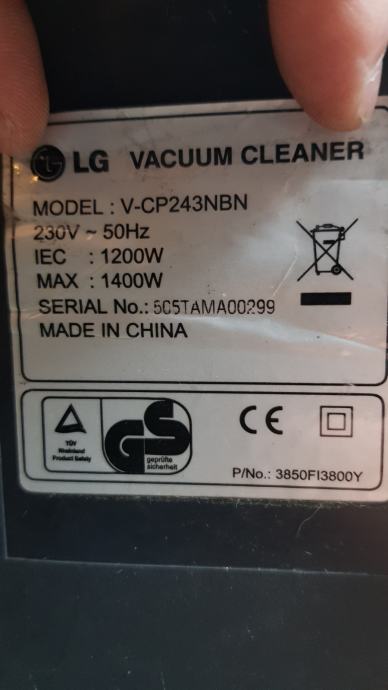 LG VACUUM CLEANER
MODEL : V-CP243NBN
230V ~ 50Hz
IEC : 1200W
MAX : 1400W
SERIAL No.: 505TAMA00299
MADE IN CHINA
TÜV
Rheinland
Product Safety
GS
geprüfte
sicherheit
CE
P/No.: 3850FI3800Y